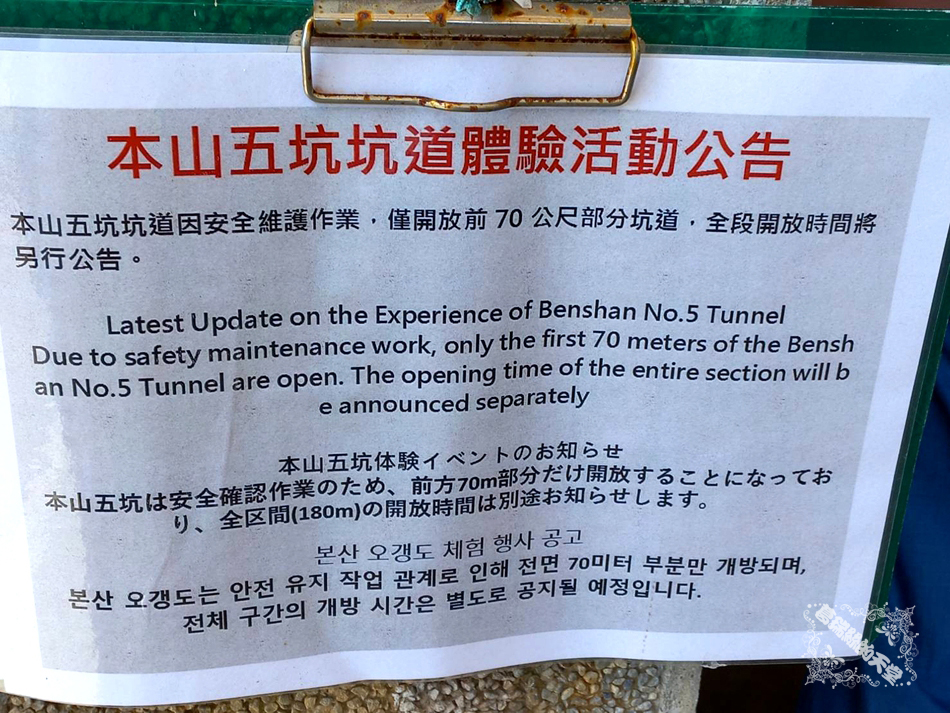 本山五坑坑道體驗活動公告
本山五坑坑道因安全維護作業，僅開放前 70 公尺部分坑道，全段開放時間將
另行公告。
Latest Update on the Experience of Benshan No.5 Tunnel
Due to safety maintenance work, only the first 70 meters of the Bensh
an No.5 Tunnel are open. The opening time of the entire section will b
e announced separately
本山五坑体験イベントのお知らせ
本山五坑は安全確認作業のため、前方70m部分だけ開放することになってお
り、全区間(180m)の開放時間は別途お知らせします。
본산 오갱도 체험 행사 공고
본산 오갱도는 안전 유지 작업 관계로 인해 전면 70미터 부분만 개방되며,
전체 구간의 개방 시간은 별도로 공지될 예정입니다.